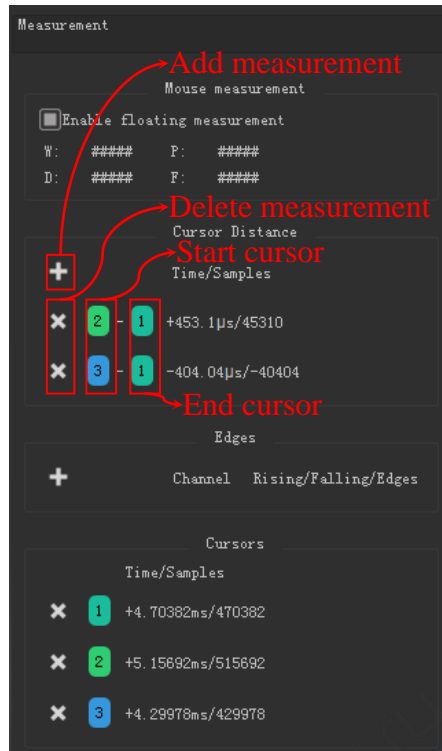 Measurement
Add measurement
Mouse measurement
Enable floating measurement
W: ##### P: #####
D: ##### F: #####
Delete measurement
Cursor Distance
Start cursor
Time/Samples
2 - 1 +453.1μs/45310
3 - 1 -404.04μs/-40404
End cursor
Edges
Channel Rising/Falling/Edges
Cursors
Time/Samples
1 +4.70382ms/470382
2 +5.15692ms/515692
3 +4.29978ms/429978